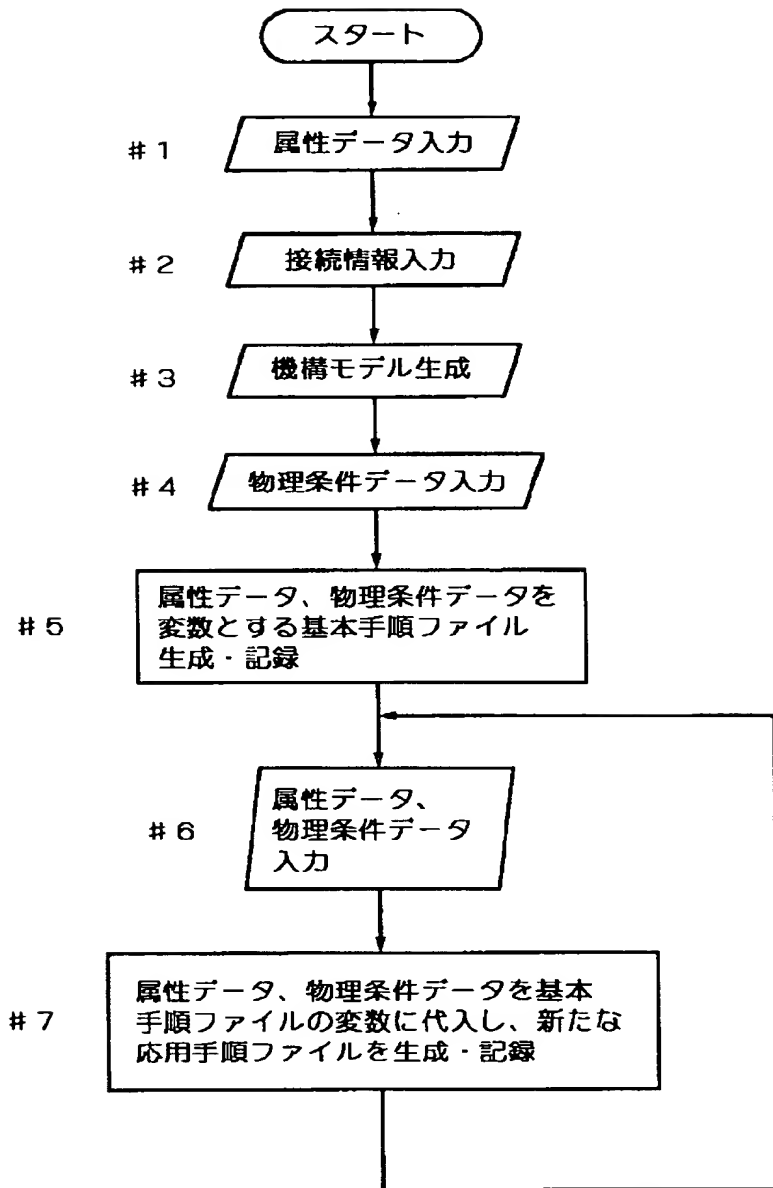 スタート
#1
属性データ入力
#2
接続情報入力
#3
機構モデル生成
#4
物理条件データ入力
#5
属性データ、物理条件データを
変数とする基本手順ファイル
生成・記録
#6
属性データ、
物理条件データ
入力
#7
属性データ、物理条件データを基本
手順ファイルの変数に代入し、新たな
応用手順ファイルを生成・記録